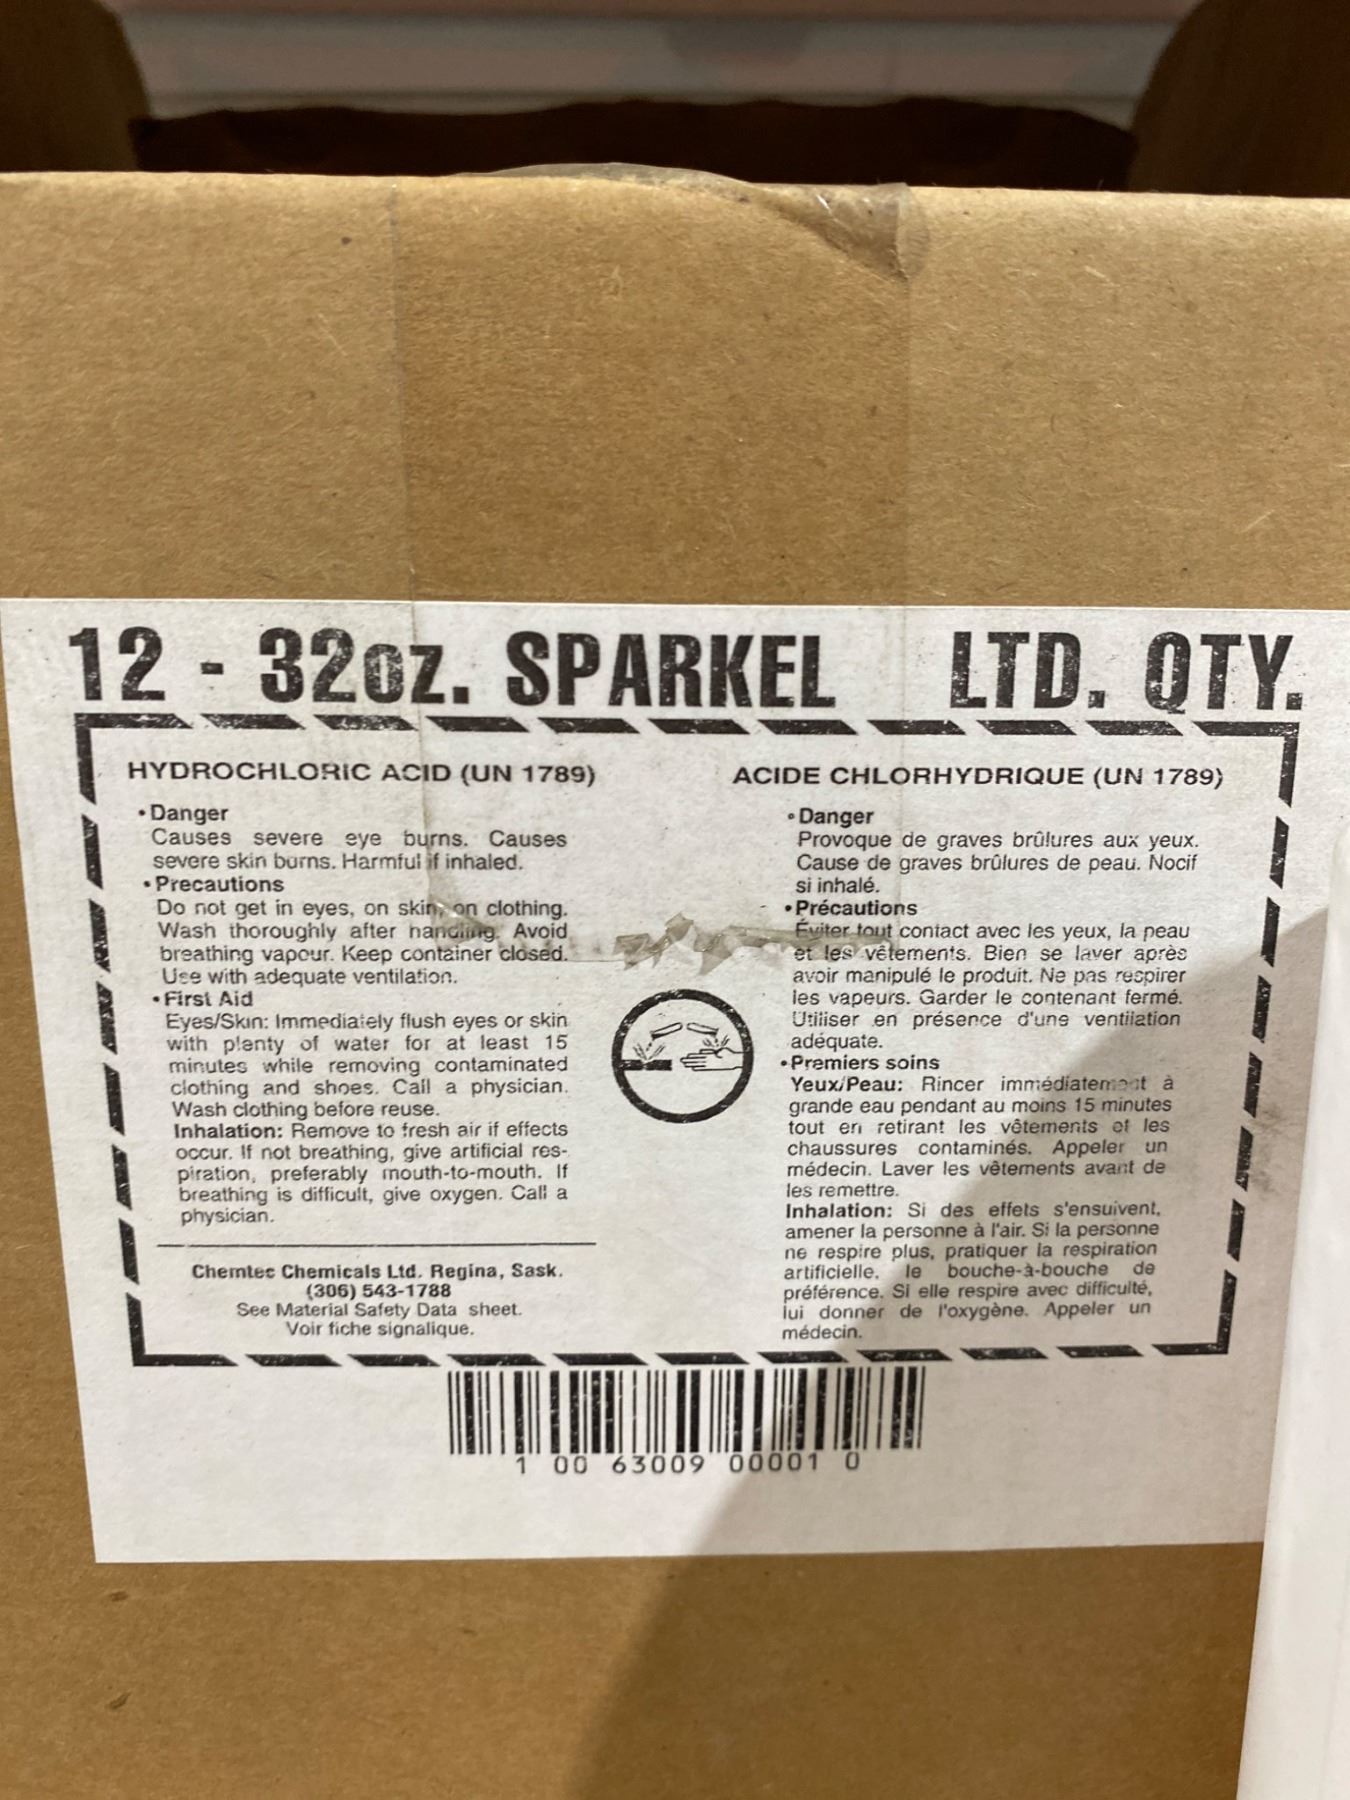 12 - 32oz. SPARKEL LTD. QTY.
HYDROCHLORIC ACID (UN 1789)
• Danger
Causes severe eye burns. Causes
severe skin burns. Harmful if inhaled.
• Precautions
Do not get in eyes, on skin, on clothing.
Wash thoroughly after handling. Avoid
breathing vapour. Keep container closed.
Use with adequate ventilation.
• First Aid
Eyes/Skin: Immediately flush eyes or skin
with plenty of water for at least 15
minutes while removing contaminated
clothing and shoes. Call a physician.
Wash clothing before reuse.
Inhalation: Remove to fresh air if effects
occur. If not breathing, give artificial res-
piration, preferably mouth-to-mouth. If
breathing is difficult, give oxygen. Call a
physician.
Chemtec Chemicals Ltd. Regina, Sask.
(306) 543-1788
See Material Safety Data sheet.
Voir fiche signalique.
ACIDE CHLORHYDRIQUE (UN 1789)
• Danger
Provoque de graves brûlures aux yeux.
Cause de graves brûlures de peau. Nocif
si inhalé.
• Précautions
Éviter tout contact avec les yeux, la peau
et les vêtements. Bien se laver après
avoir manipulé le produit. Ne pas respirer
les vapeurs. Garder le contenant fermé.
Utiliser en présence d'une ventilation
adéquate.
• Premiers soins
Yeux/Peau: Rincer immédiatement à
grande eau pendant au moins 15 minutes
tout en retirant les vêtements et les
chaussures contaminés. Appeler un
médecin. Laver les vêtements avant de
les remettre.
Inhalation: Si des effets s'ensuivent,
amener la personne à l'air. Si la personne
ne respire plus, pratiquer la respiration
artificielle, le bouche-à-bouche de
préférence. Si elle respire avec difficulté,
lui donner de l'oxygène. Appeler un
médecin.
1 00 63009 00001 0